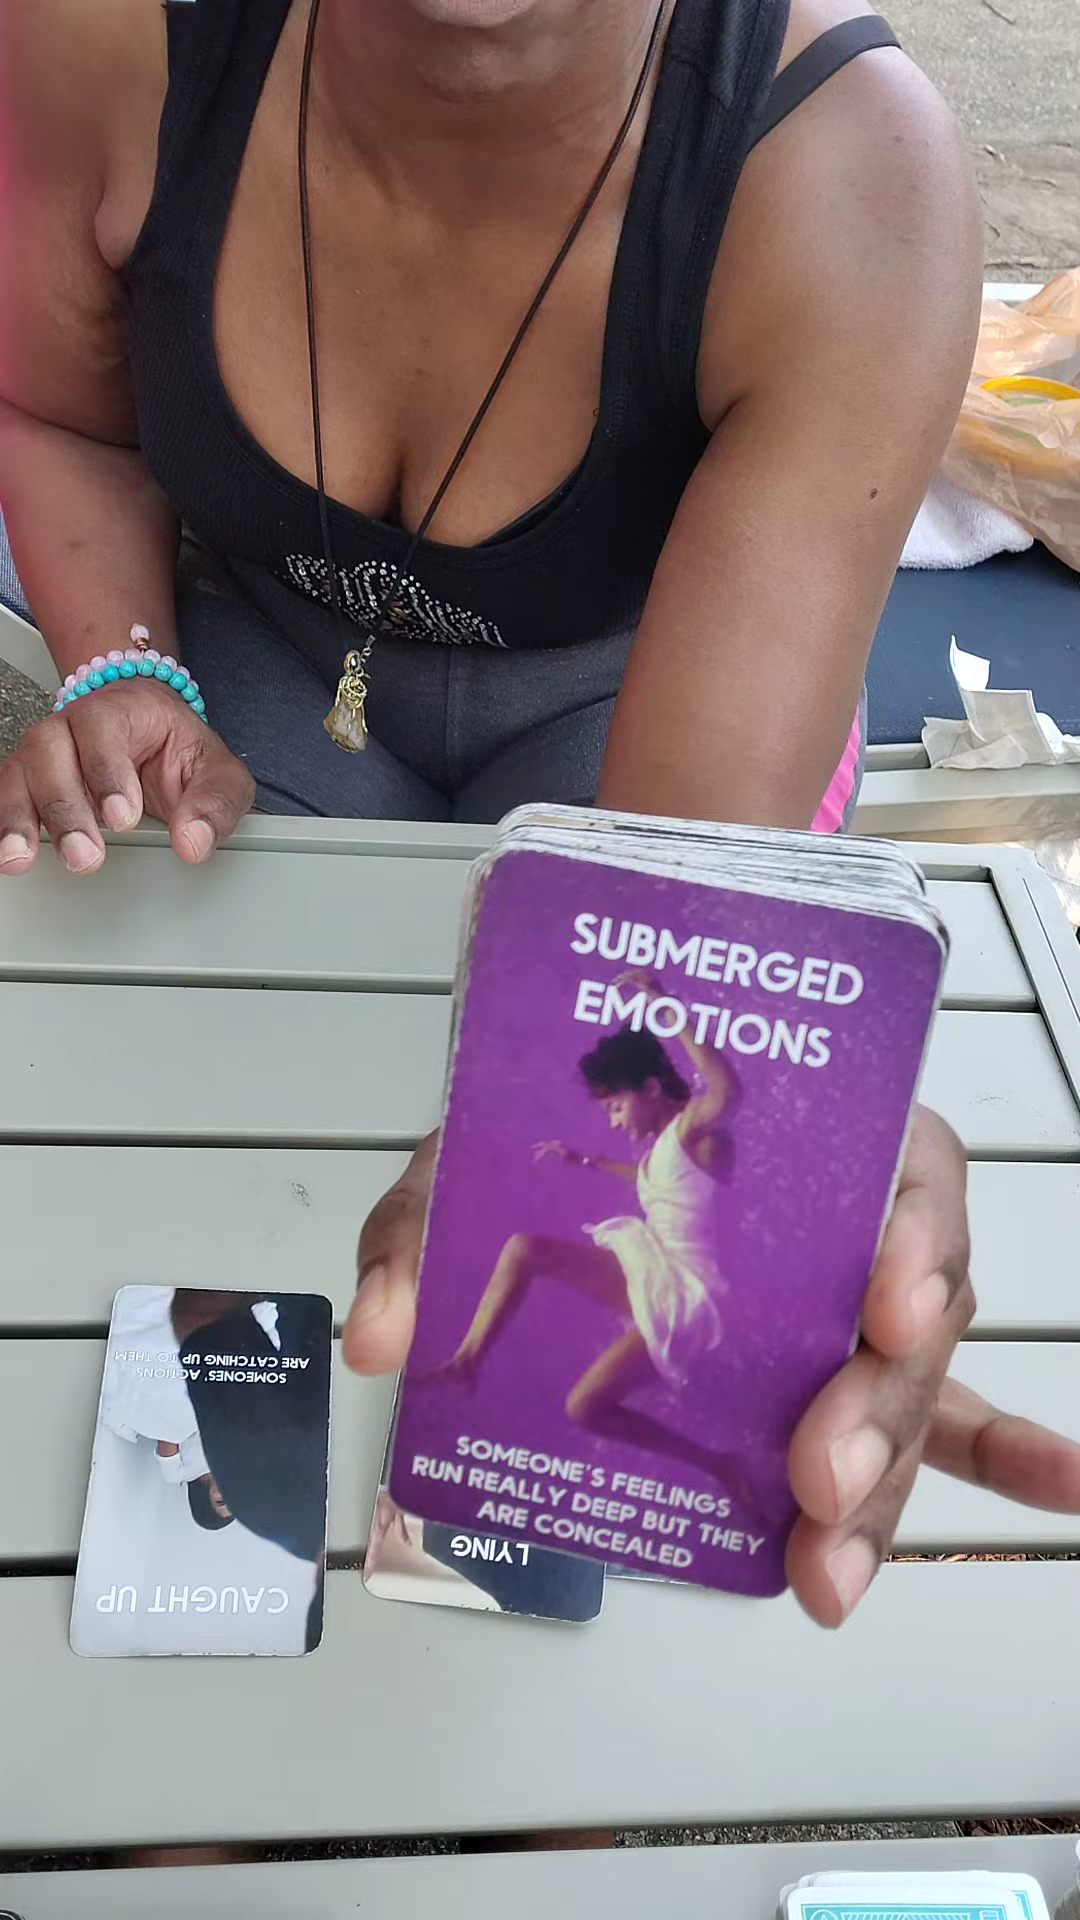 SUBMERGED
EMOTIONS
SOMEONE'S FEELINGS
RUN REALLY DEEP BUT THEY
ARE CONCEALED
LYING
CAUGHT UP
SOMEONES' ACTIONS
ARE CATCHING UP TO THEM